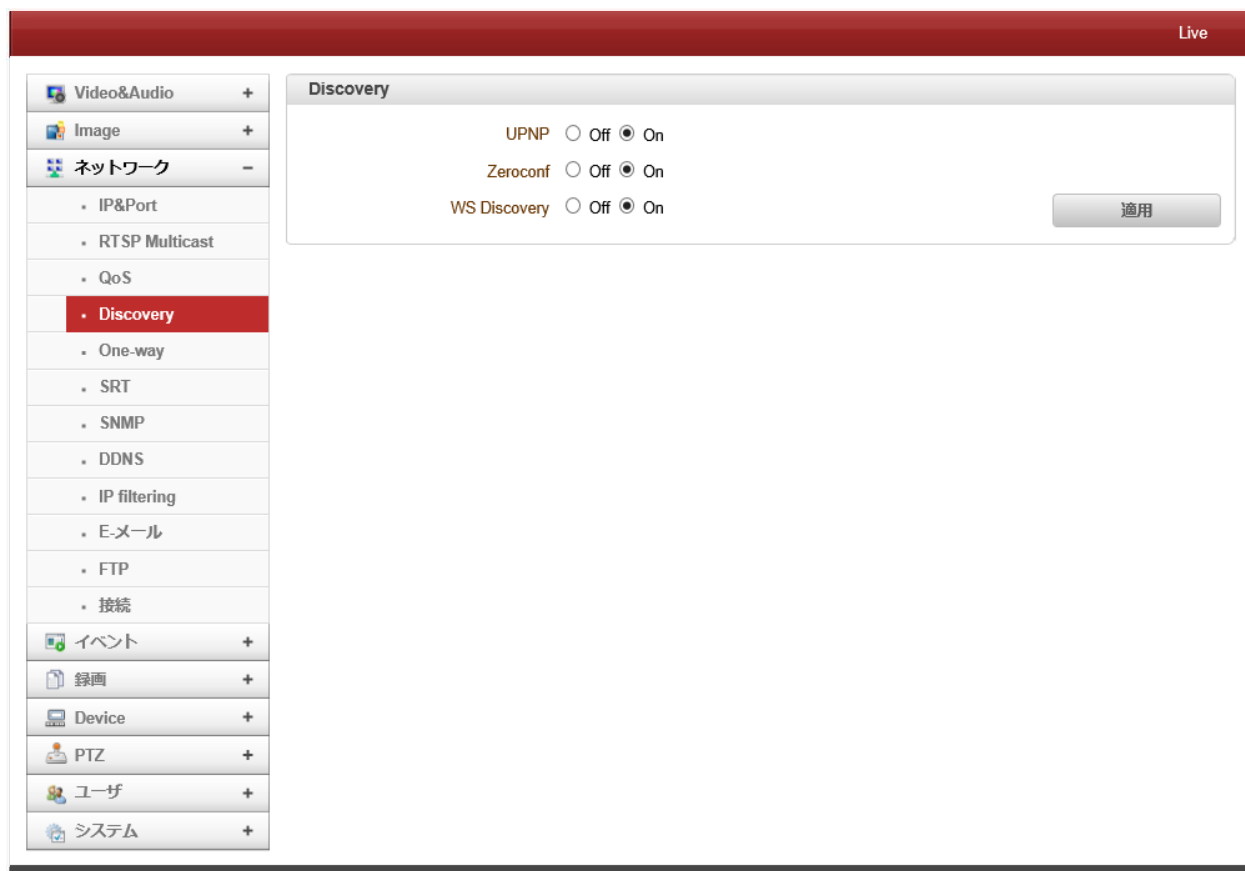 Live
Video&Audio +
Image +
ネットワーク −
IP&Port
RTSP Multicast
QoS
Discovery
One-way
SRT
SNMP
DDNS
IP filtering
E-メール
FTP
接続
イベント +
録画 +
Device +
PTZ +
ユーザ +
システム +
Discovery
UPNP Off On
Zeroconf Off On
WS Discovery Off On
適用